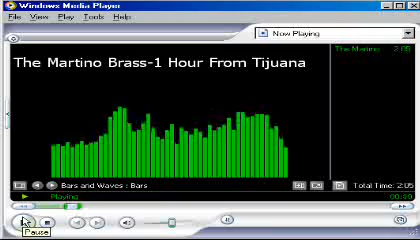 Windows Media Player
File View Play Tools Help
Now Playing
The Martino 2:05
The Martino Brass-1 Hour From Tijuana
Bars and Waves : Bars
Total Time: 2:05
Playing
00:09
Pause